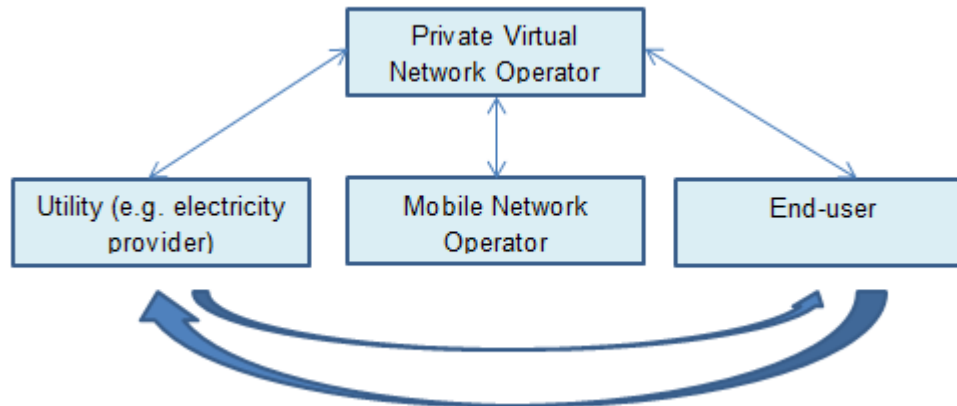 Private Virtual
Network Operator
Utility (e.g. electricity
provider)
Mobile Network
Operator
End-user